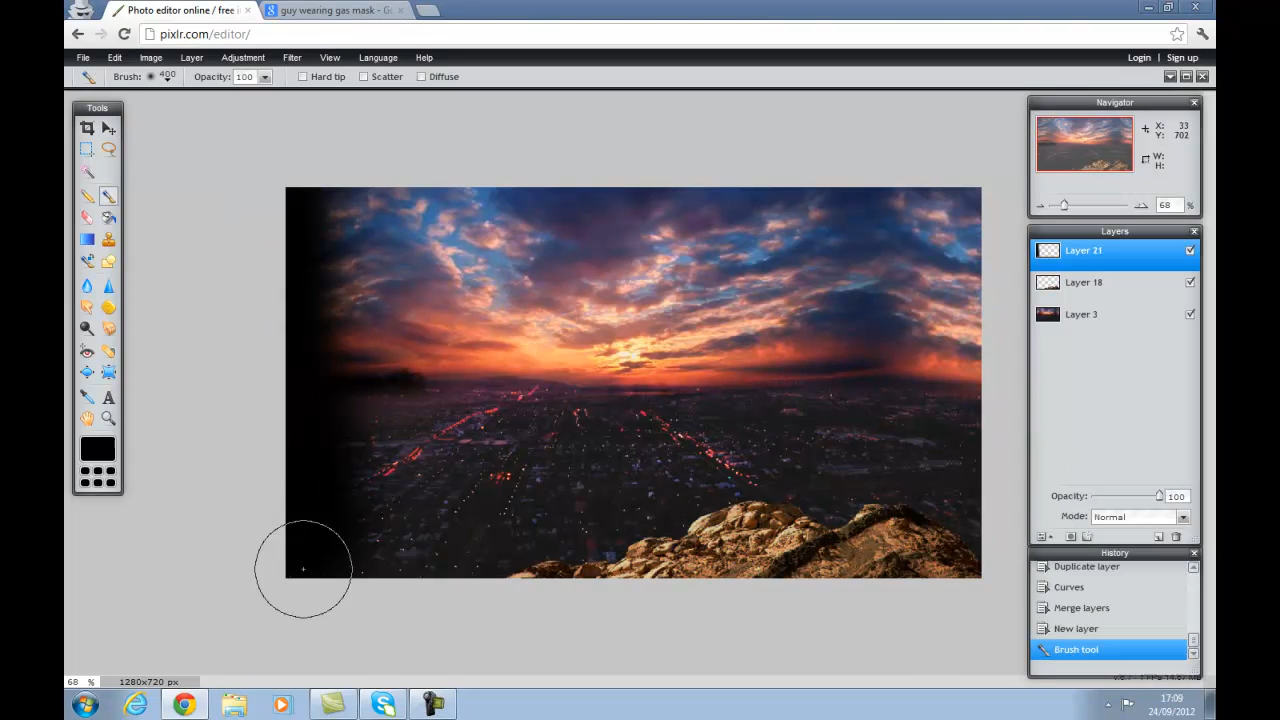 Photo editor online / free i
guy wearing gas mask - G
pixlr.com/editor/
File Edit Image Layer Adjustment Filter View Language Help
Login Sign up
Brush: 400 Opacity: 100 Hard tip Scatter Diffuse
Tools
Navigator
X: 33
Y: 702
W:
H:
68 %
Layers
Layer 21
Layer 18
Layer 3
Opacity: 100
Mode: Normal
History
Duplicate layer
Curves
Merge layers
New layer
Brush tool
68 % 1280x720 px
17:09
24/09/2012